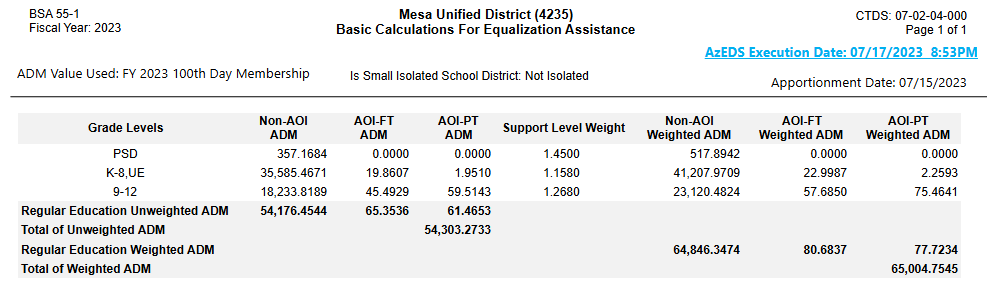 BSA 55-1
Fiscal Year: 2023
Mesa Unified District (4235)
Basic Calculations For Equalization Assistance
CTDS: 07-02-04-000
Page 1 of 1
AzEDS Execution Date: 07/17/2023 8:53PM
ADM Value Used: FY 2023 100th Day Membership
Is Small Isolated School District: Not Isolated
Apportionment Date: 07/15/2023
Grade Levels Non-AOI ADM AOI-FT ADM AOI-PT ADM Support Level Weight Non-AOI Weighted ADM AOI-FT Weighted ADM AOI-PT Weighted ADM
PSD 357.1684 0.0000 0.0000 1.4500 517.8942 0.0000 0.0000
K-8,UE 35,585.4671 19.8607 1.9510 1.1580 41,207.9709 22.9987 2.2593
9-12 18,233.8189 45.4929 59.5143 1.2680 23,120.4824 57.6850 75.4641
Regular Education Unweighted ADM 54,176.4544 65.3536 61.4653
Total of Unweighted ADM 54,303.2733
Regular Education Weighted ADM 64,846.3474 80.6837 77.7234
Total of Weighted ADM 65,004.7545